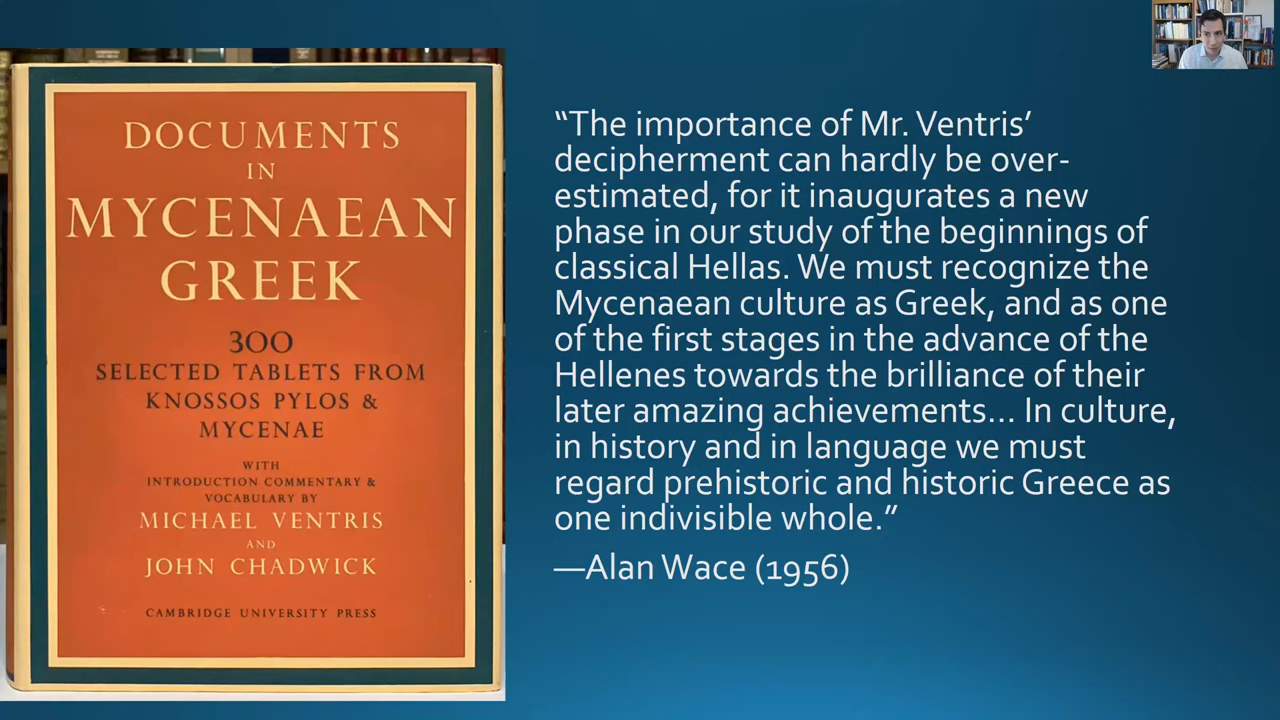 DOCUMENTS
IN
MYCENAEAN
GREEK
300
SELECTED TABLETS FROM
KNOSSOS PYLOS &
MYCENAE
WITH
INTRODUCTION COMMENTARY &
VOCABULARY BY
MICHAEL VENTRIS
AND
JOHN CHADWICK
CAMBRIDGE UNIVERSITY PRESS
“The importance of Mr. Ventris’
decipherment can hardly be over-
estimated, for it inaugurates a new
phase in our study of the beginnings of
classical Hellas. We must recognize the
Mycenaean culture as Greek, and as one
of the first stages in the advance of the
Hellenes towards the brilliance of their
later amazing achievements... In culture,
in history and in language we must
regard prehistoric and historic Greece as
one indivisible whole.”
—Alan Wace (1956)